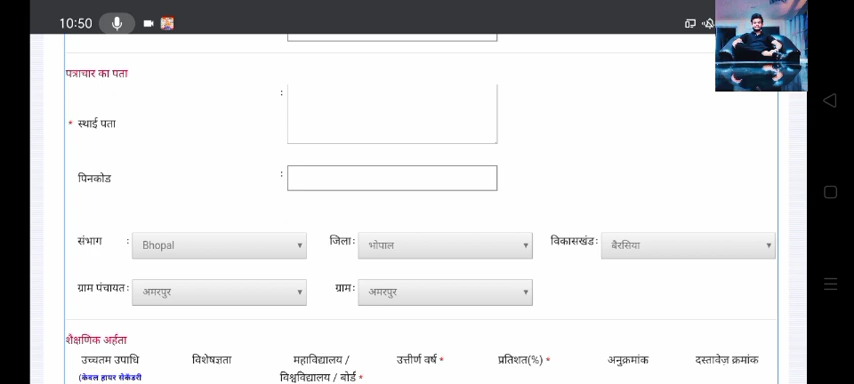 10:50
पत्राचार का पता
:
* स्थाई पता
पिनकोड :
संभाग : Bhopal जिला : भोपाल विकासखंड : बैरसिया
ग्राम पंचायत : अमरपुर ग्राम : अमरपुर
शैक्षणिक अर्हता
उच्चतम उपाधि विशेषज्ञता महाविद्यालय / उत्तीर्ण वर्ष * प्रतिशत(%) * अनुक्रमांक दस्तावेज़ क्रमांक
(केवल हायर सेकेंडरी विश्वविद्यालय / बोर्ड *